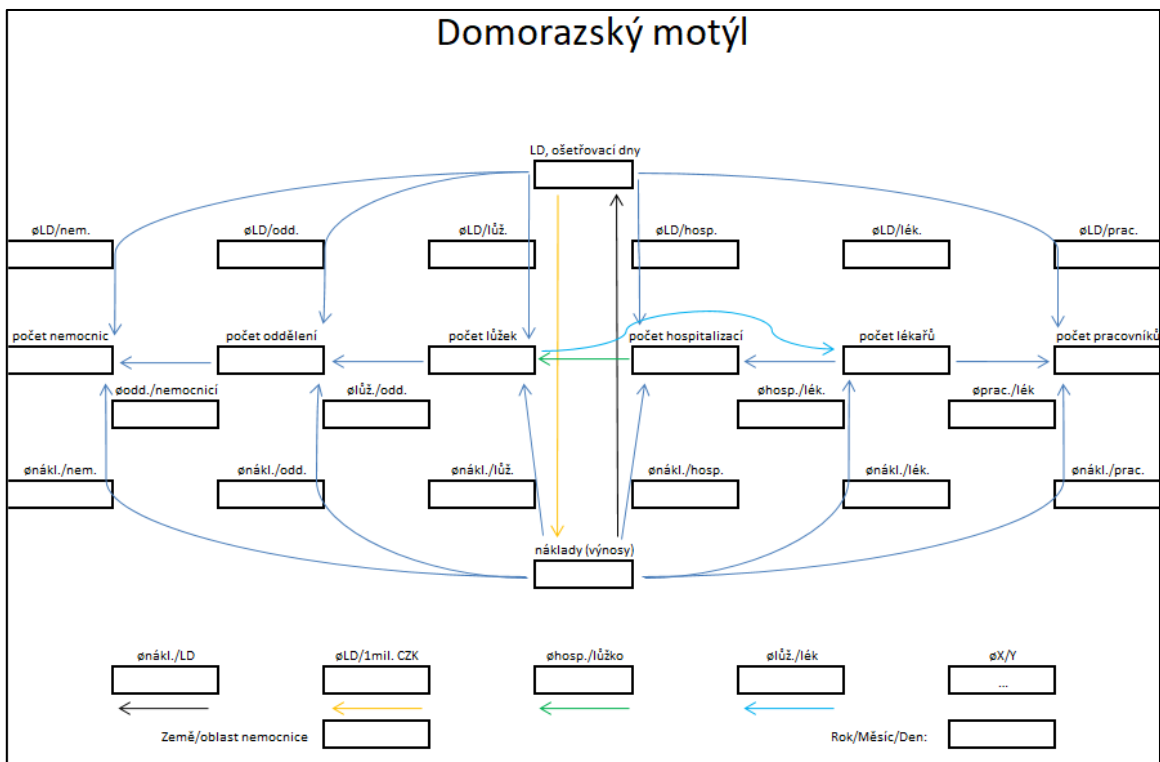 Domorazský motýl
LD, ošetřovací dny
øLD/nem.
øLD/odd.
øLD/lůž.
øLD/hosp.
øLD/lék.
øLD/prac.
počet nemocnic
počet oddělení
počet lůžek
počet hospitalizací
počet lékařů
počet pracovníků
øodd./nemocnicí
ølůž./odd.
øhosp./lék.
øprac./lék
ønákl./nem.
ønákl./odd.
ønákl./lůž.
ønákl./hosp.
ønákl./lék.
ønákl./prac.
náklady (výnosy)
ønákl./LD
øLD/1mil. CZK
øhosp./lůžko
ølůž./lék
øX/Y
...
Země/oblast nemocnice
Rok/Měsíc/Den: